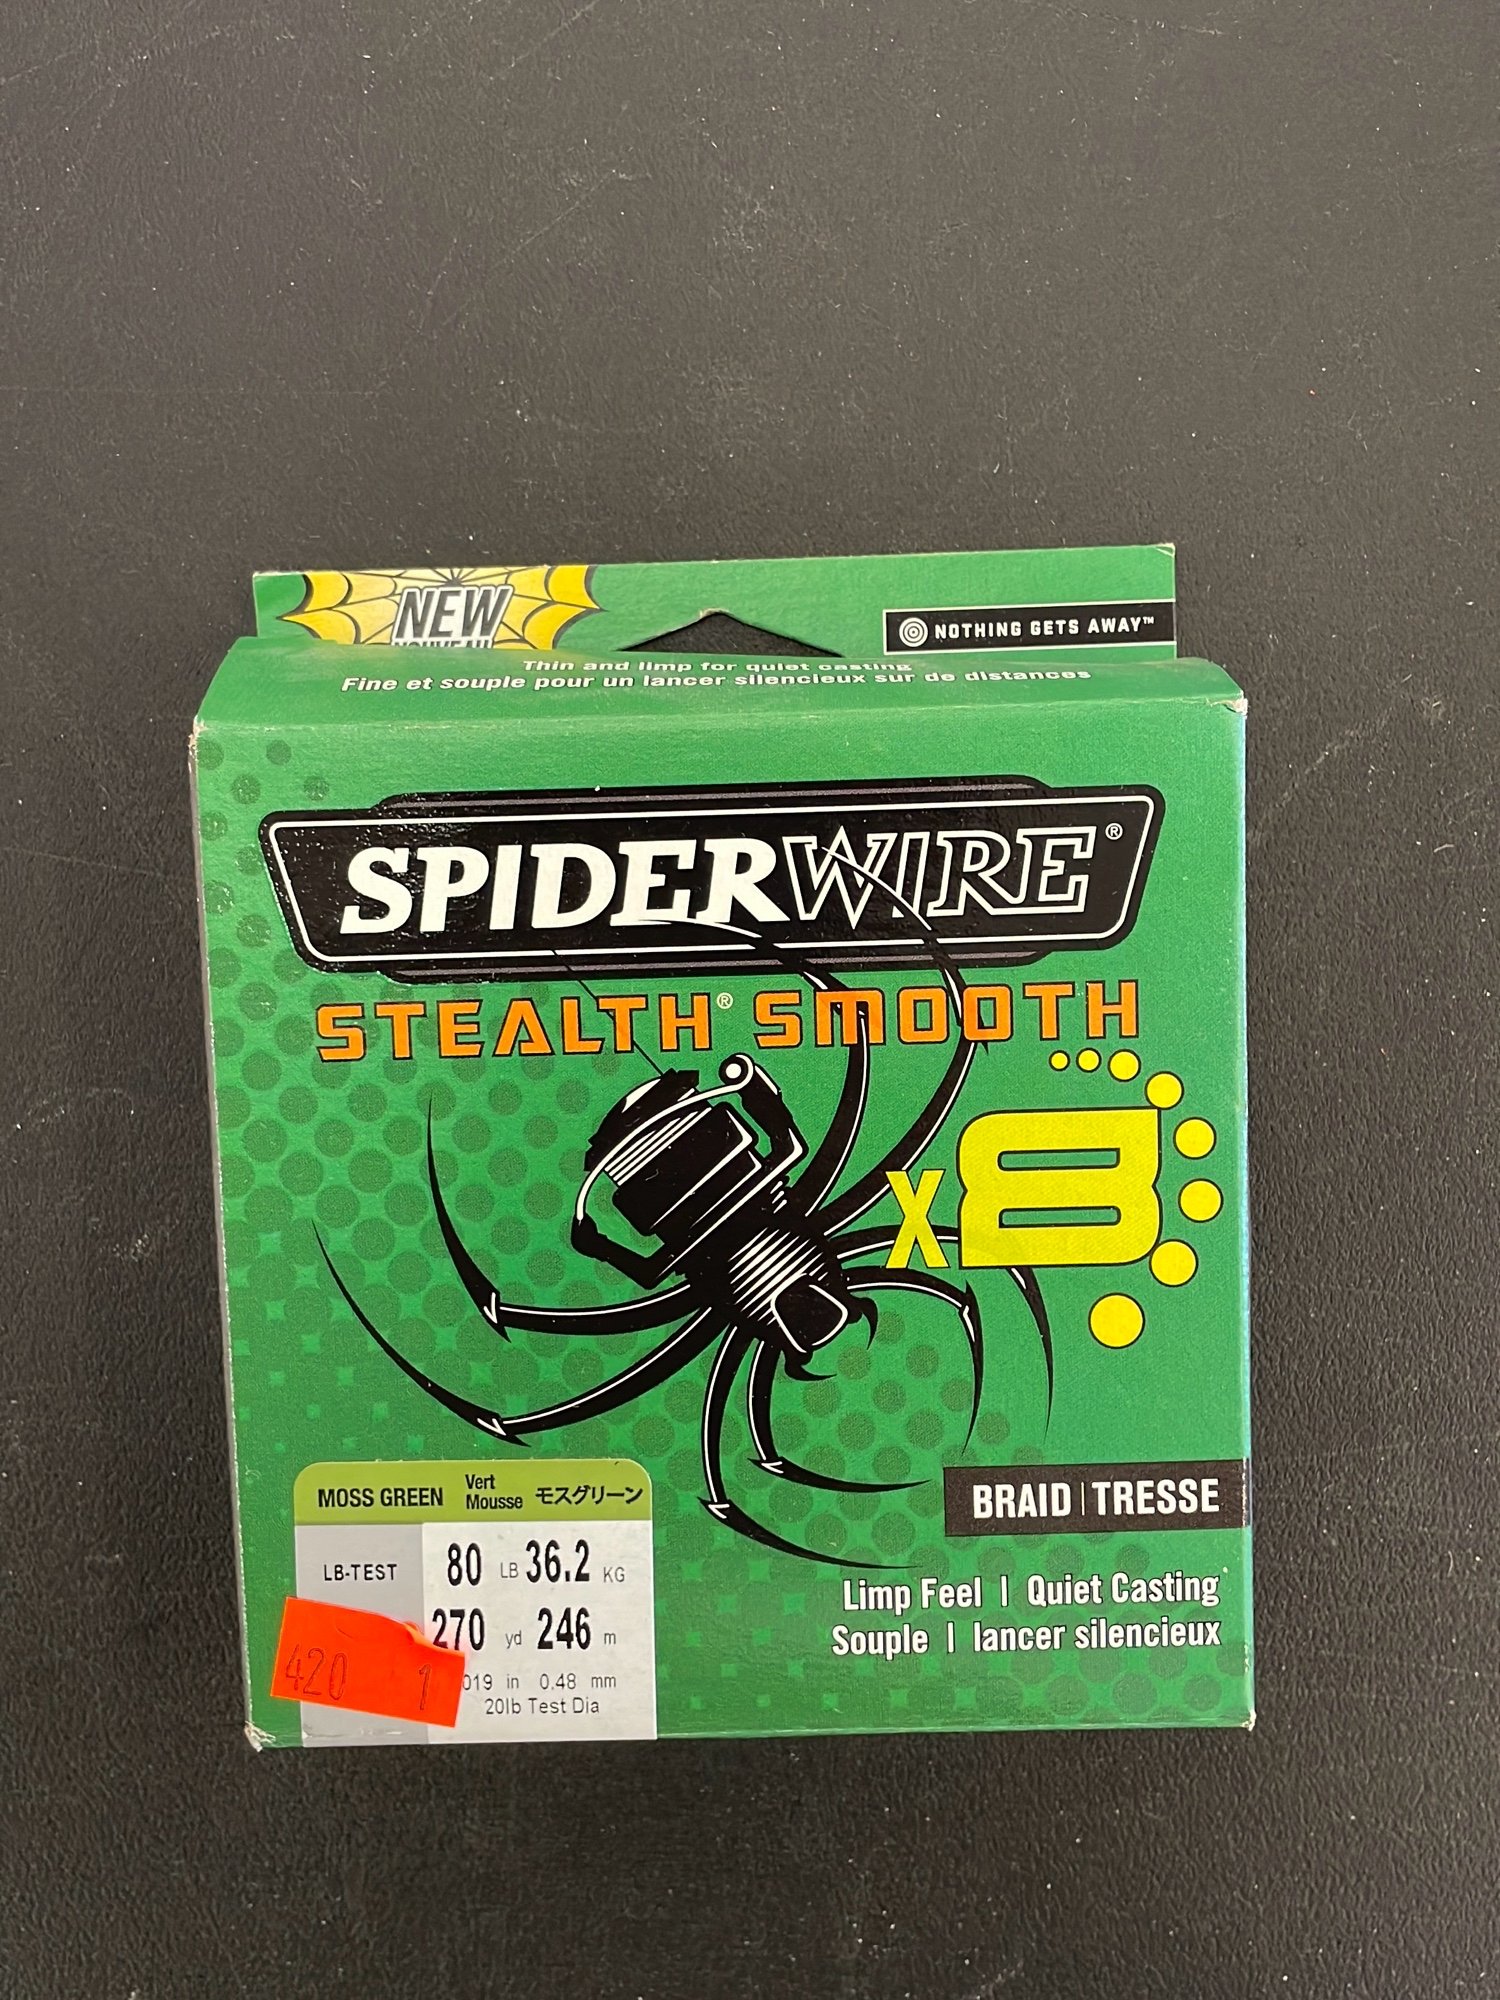 NEW
NOTHING GETS AWAY™
Thin and limp for quiet casting
Fine et souple pour un lancer silencieux sur de distances
SPIDERWIRE®
STEALTH® SMOOTH
x8
BRAID | TRESSE
MOSS GREEN Vert Mousse モスグリーン
LB-TEST 80 LB 36.2 KG
270 yd 246 m
019 in 0.48 mm
20lb Test Dia
420 1
Limp Feel | Quiet Casting
Souple | lancer silencieux